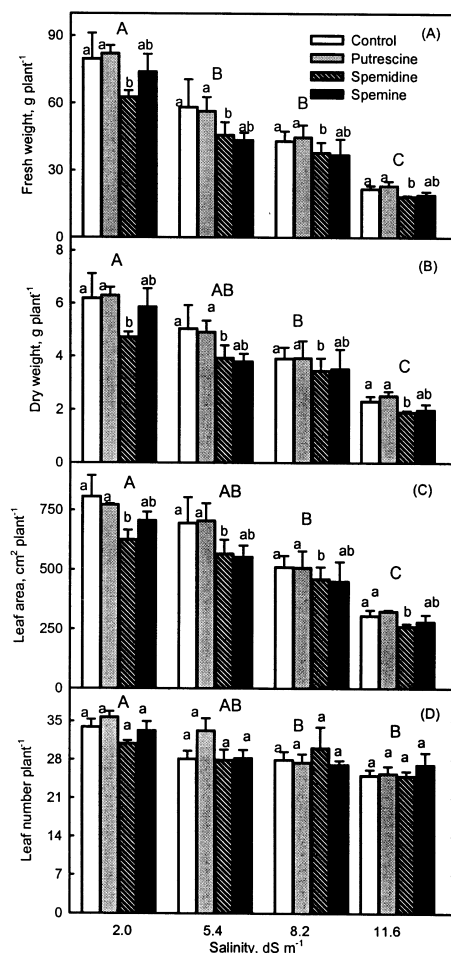 90
60
30
0
Fresh weight, g plant⁻¹
(A)
Control
Putrescine
Spemidine
Spemine
A
B
B
C
a a b ab
a a b ab
a a b ab
a a b ab
8
6
4
2
0
Dry weight, g plant⁻¹
(B)
A
AB
B
C
a a b ab
a a b ab
a a b ab
a a b ab
750
500
250
0
Leaf area, cm² plant⁻¹
(C)
A
AB
B
C
a a b ab
a a b ab
a a b ab
a a b ab
35
28
21
14
7
0
Leaf number plant⁻¹
(D)
A
AB
B
B
a a a a
a a a a
a a a a
a a a a
2.0 5.4 8.2 11.6
Salinity, dS m⁻¹